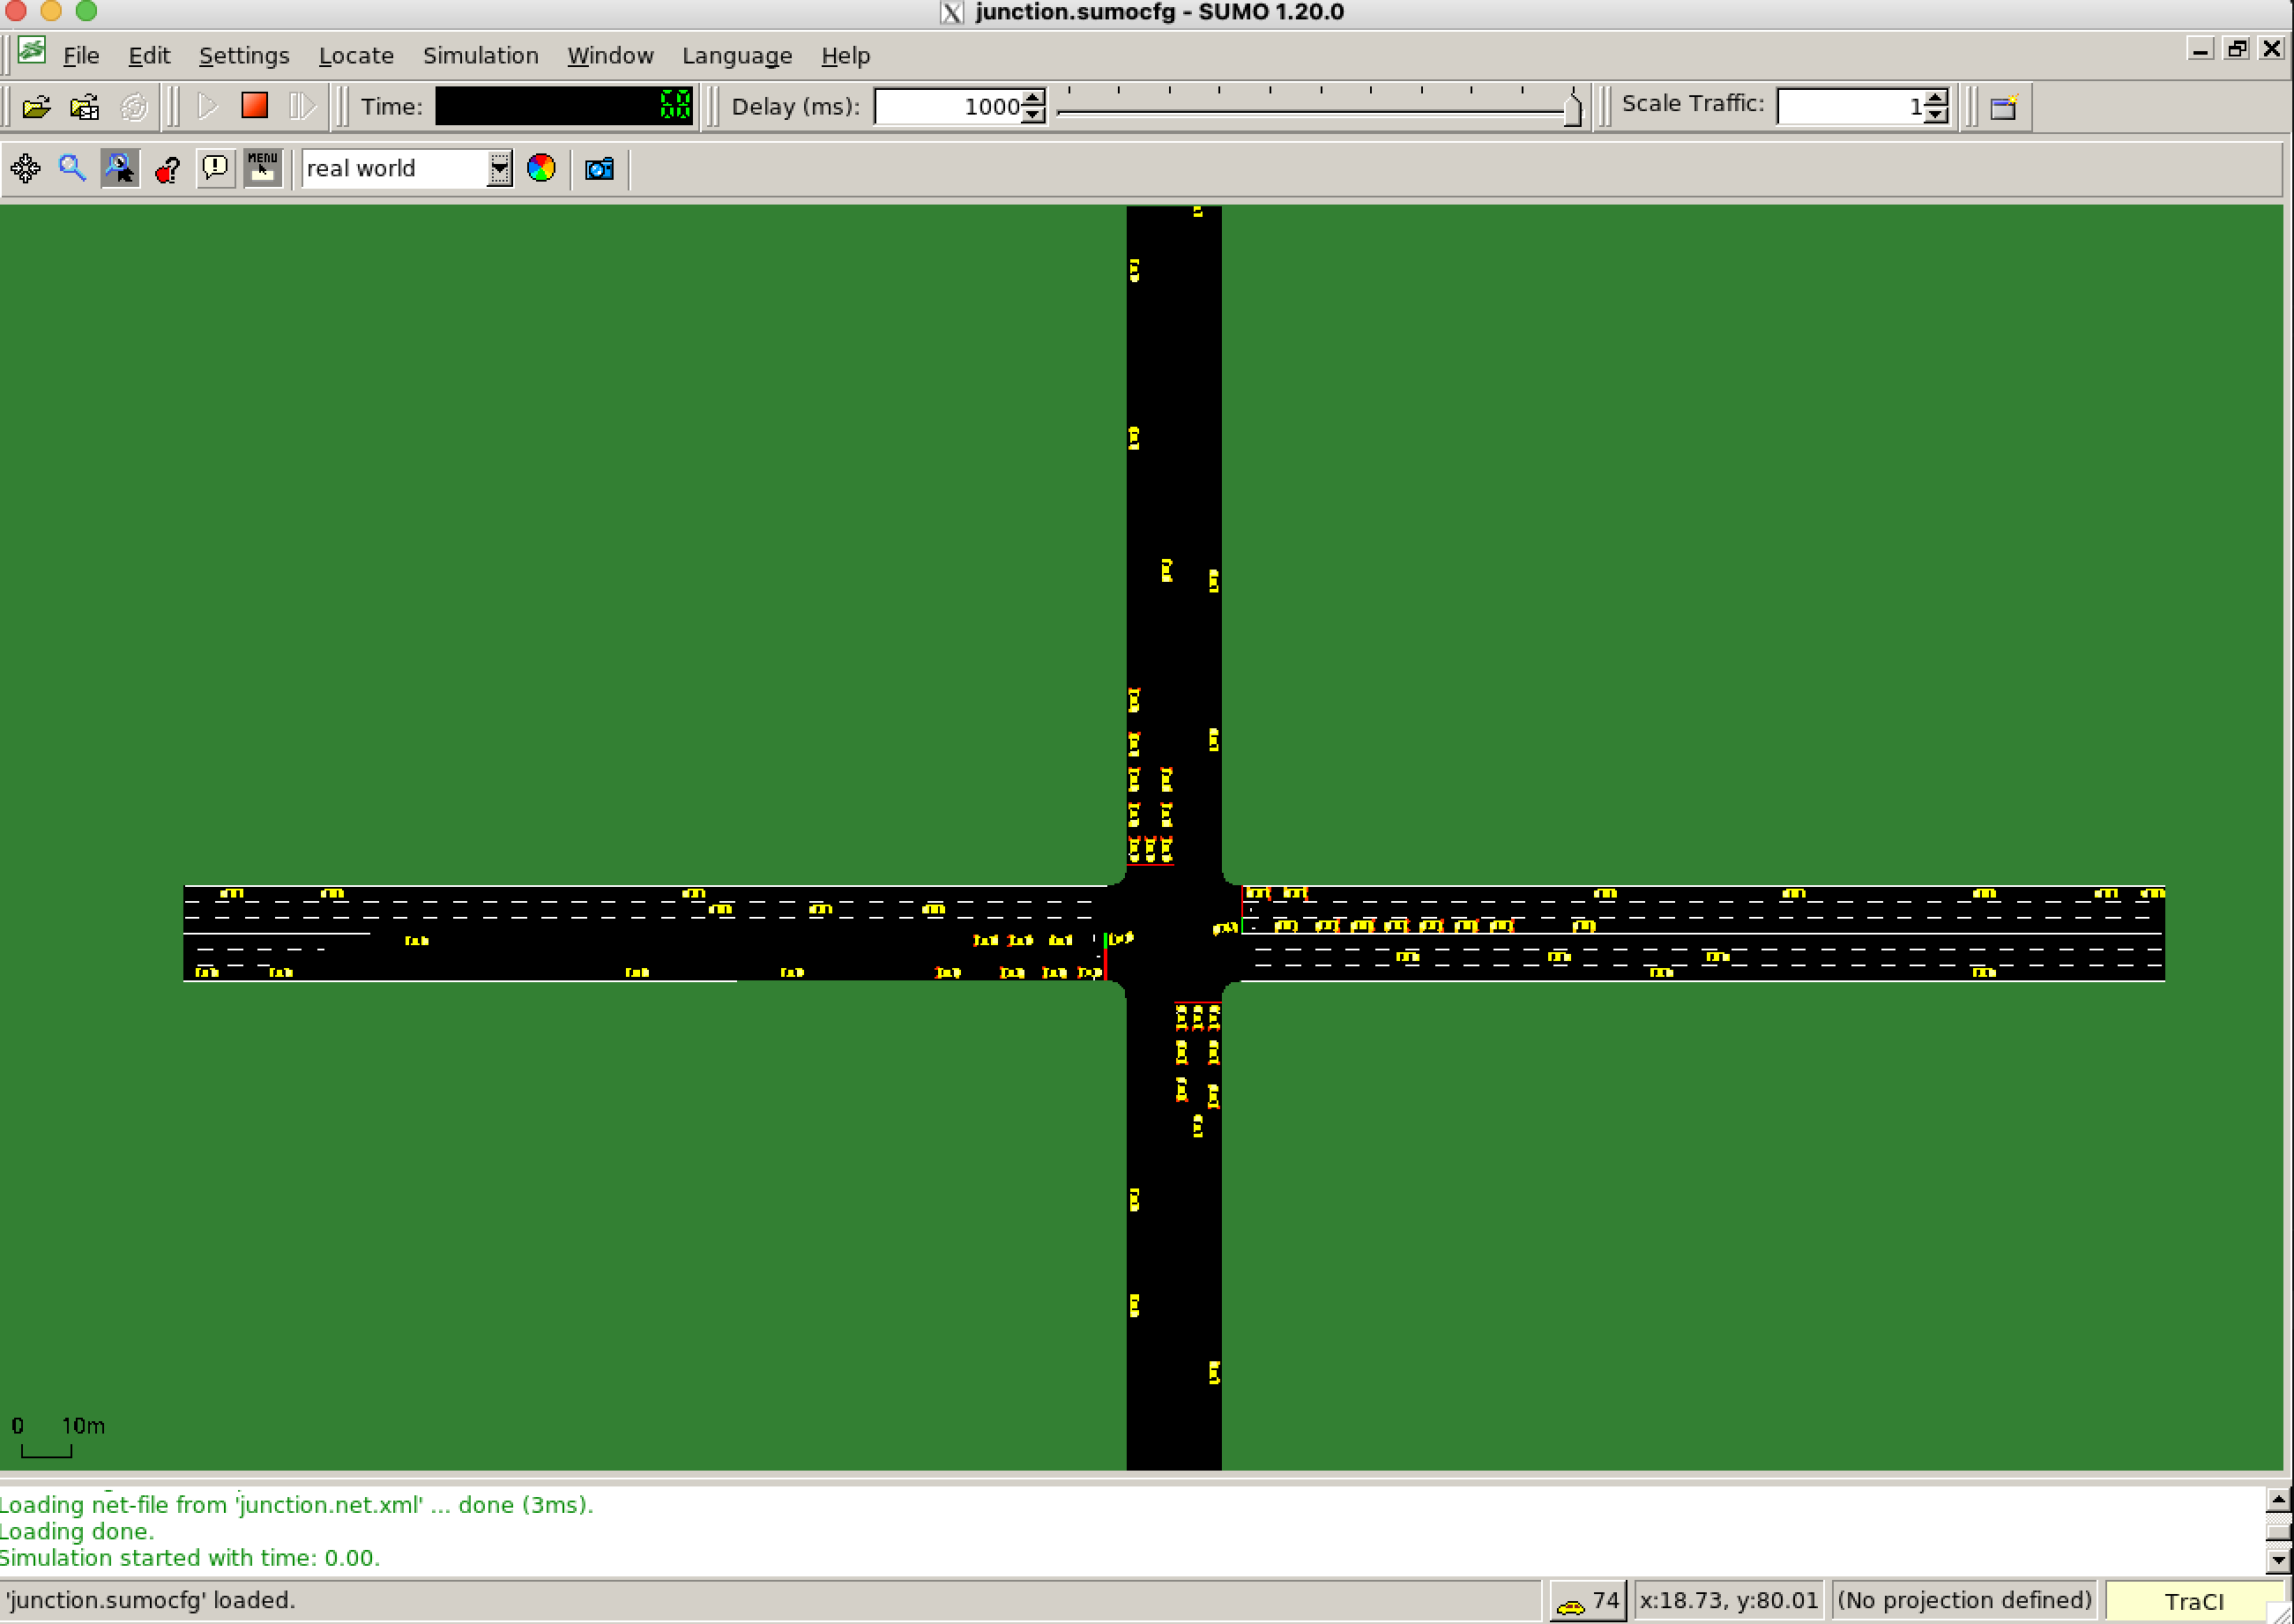 junction.sumocfg - SUMO 1.20.0
File Edit Settings Locate Simulation Window Language Help
Time: 68 Delay (ms): 1000 Scale Traffic: 1
MENU real world
0 10m
Loading net-file from 'junction.net.xml' ... done (3ms).
Loading done.
Simulation started with time: 0.00.
'junction.sumocfg' loaded. 74 x:18.73, y:80.01 (No projection defined) TraCI